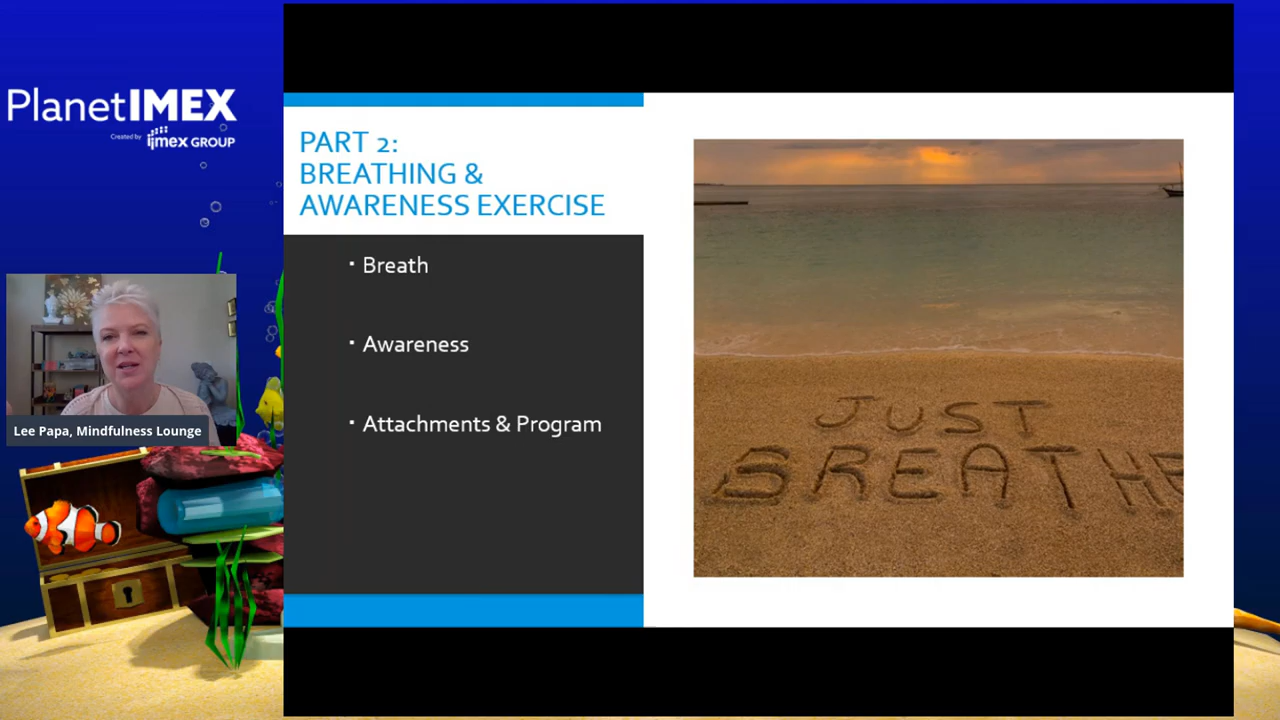 PlanetIMEX
Created by imex GROUP
PART 2:
BREATHING &
AWARENESS EXERCISE
▪ Breath
▪ Awareness
▪ Attachments & Program
Lee Papa, Mindfulness Lounge
JUST
BREATHE